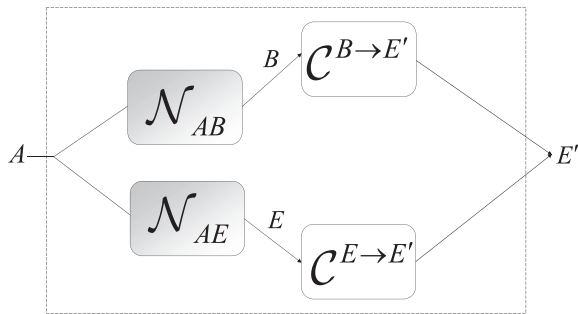 B
𝒞^{B→E′}
𝒩_{AB}
A
E′
𝒩_{AE}
E
𝒞^{E→E′}